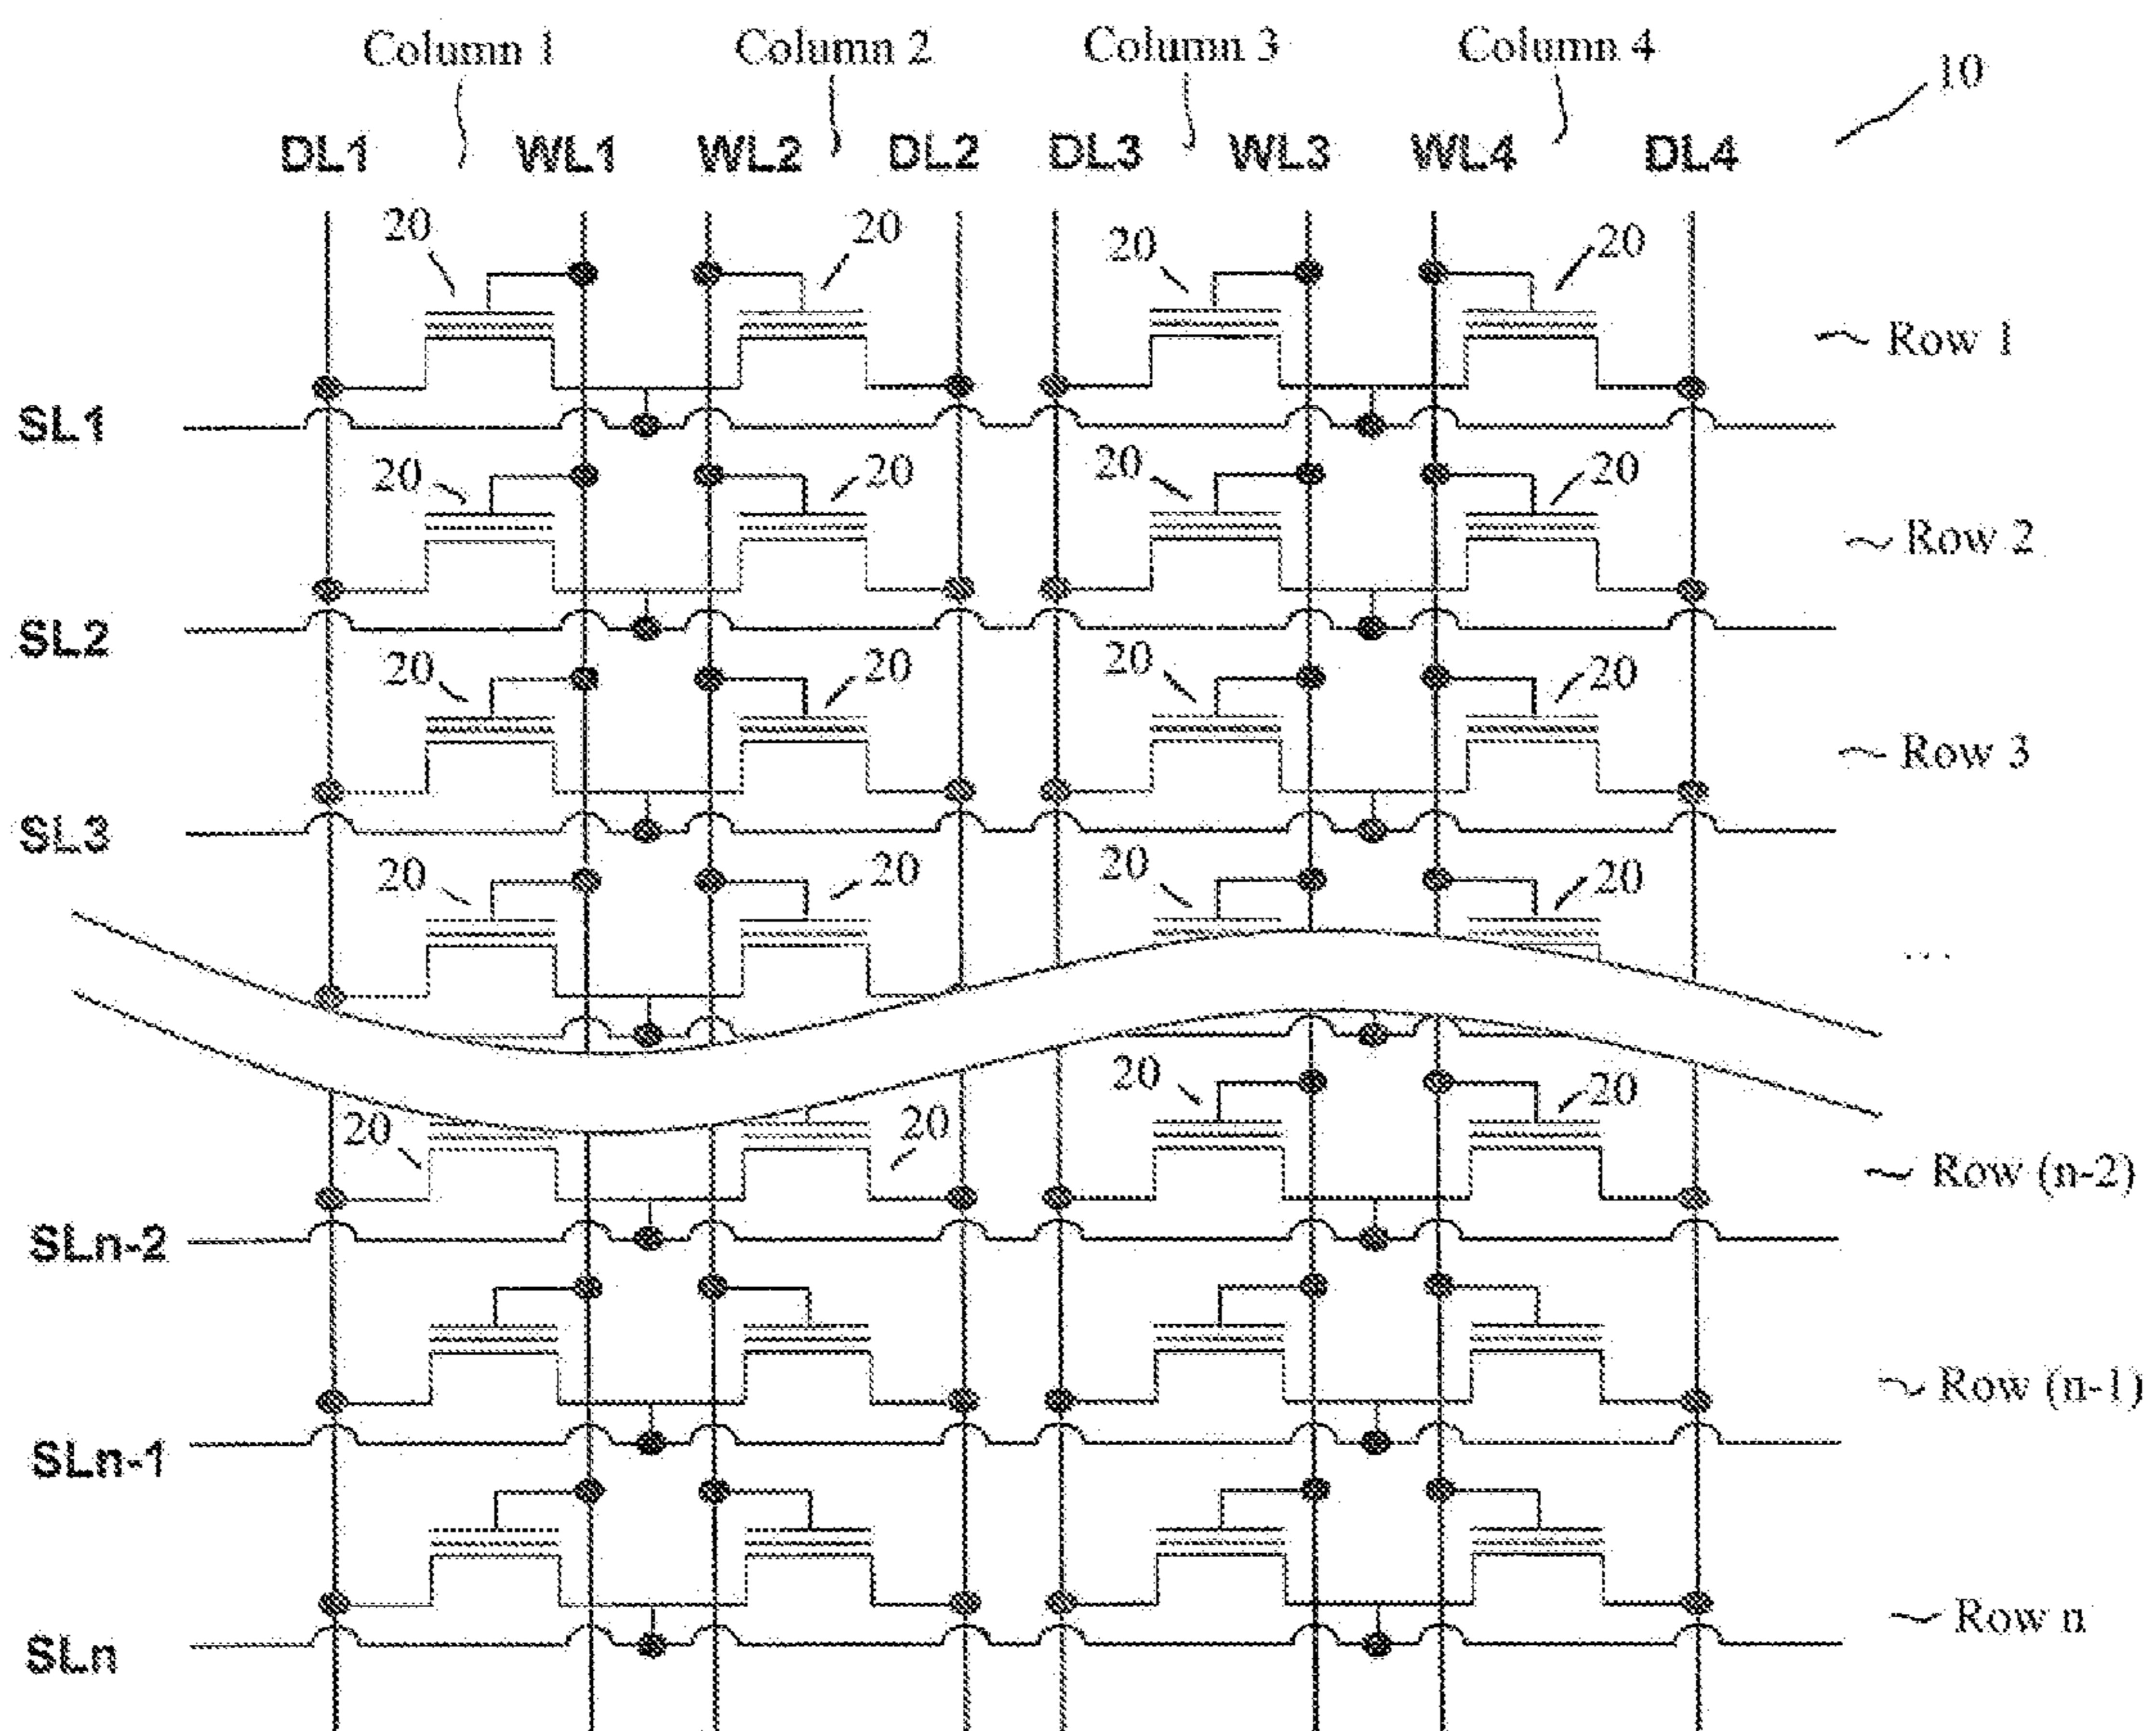 Column 1 Column 2 Column 3 Column 4
10
DL1 WL1 WL2 DL2 DL3 WL3 WL4 DL4
20 20 20 20
Row 1
SL1
20 20 20 20
Row 2
SL2
20 20 20 20
Row 3
SL3
20 20 20 20
...
20 20
20 20
Row (n-2)
SLn-2
Row (n-1)
SLn-1
Row n
SLn